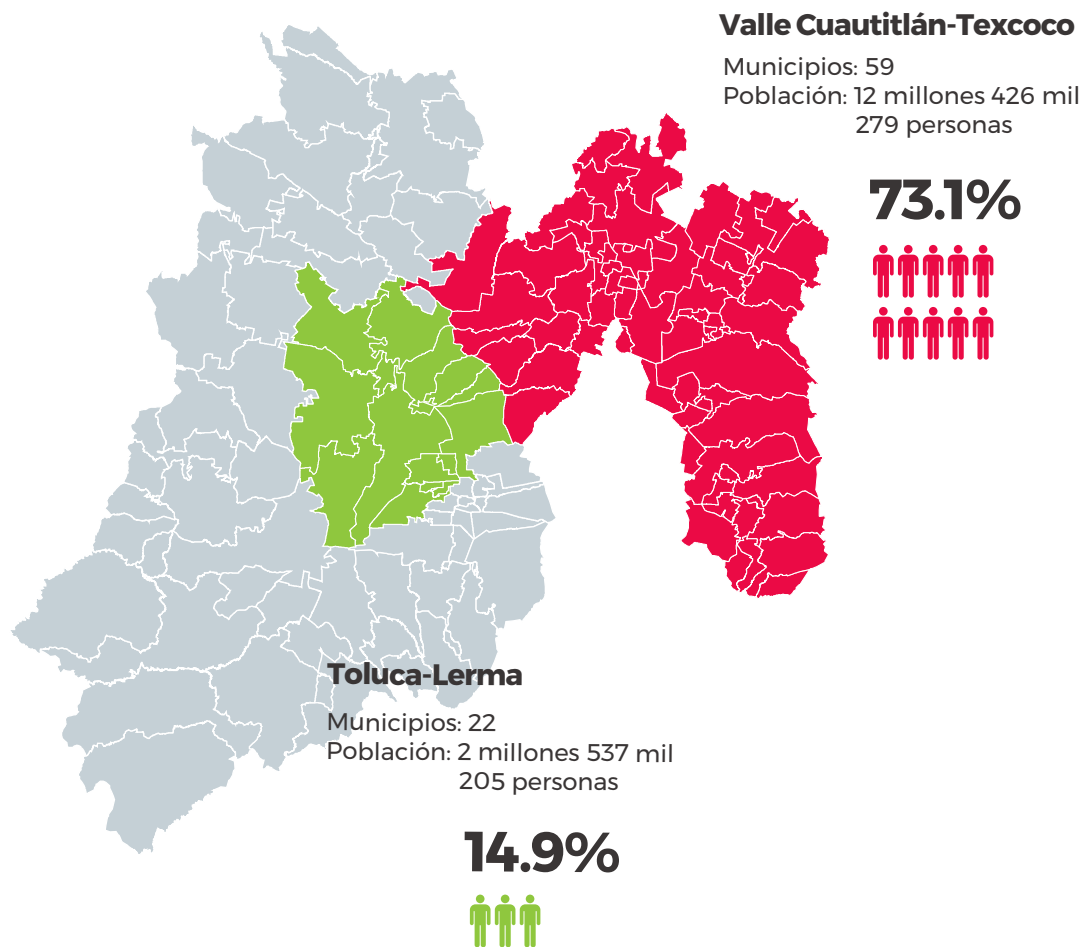 Valle Cuautitlán-Texcoco
Municipios: 59
Población: 12 millones 426 mil
279 personas
73.1%
Toluca-Lerma
Municipios: 22
Población: 2 millones 537 mil
205 personas
14.9%